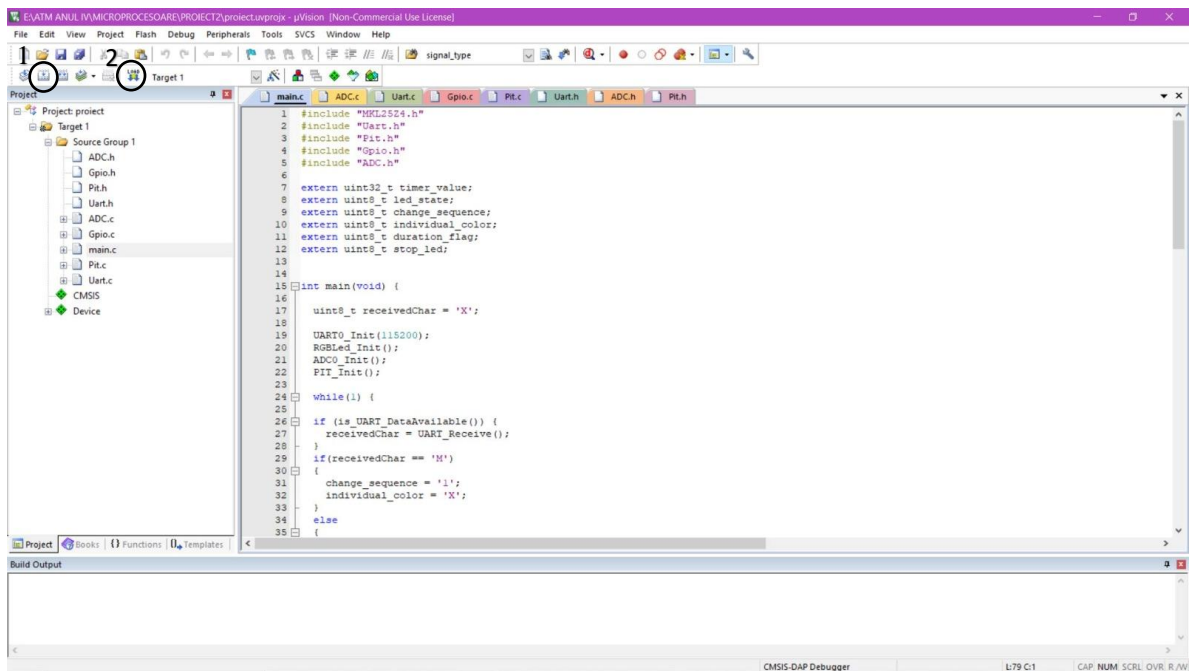 E:\ATM ANUL IV\MICROPROCESOARE\PROIECT2\proiect.uvprojx - µVision [Non-Commercial Use License]
File Edit View Project Flash Debug Peripherals Tools SVCS Window Help
1 2 signal_type
LOAD Target 1
Project
main.c ADC.c Uart.c Gpio.c Pit.c Uart.h ADC.h Pit.h
Project: proiect
Target 1
Source Group 1
ADC.h
Gpio.h
Pit.h
Uart.h
ADC.c
Gpio.c
main.c
Pit.c
Uart.c
CMSIS
Device
1 #include "MKL25Z4.h"
2 #include "Uart.h"
3 #include "Pit.h"
4 #include "Gpio.h"
5 #include "ADC.h"
6
7 extern uint32_t timer_value;
8 extern uint8_t led_state;
9 extern uint8_t change_sequence;
10 extern uint8_t individual_color;
11 extern uint8_t duration_flag;
12 extern uint8_t stop_led;
13
14
15 int main(void) {
16
17 uint8_t receivedChar = 'X';
18
19 UART0_Init(115200);
20 RGBLed_Init();
21 ADC0_Init();
22 PIT_Init();
23
24 while(1) {
25
26 if (is_UART_DataAvailable()) {
27 receivedChar = UART_Receive();
28 }
29 if(receivedChar == 'M')
30 {
31 change_sequence = '1';
32 individual_color = 'X';
33 }
34 else
35 {
Project Books {} Functions Templates
Build Output
CMSIS-DAP Debugger L:79 C:1 CAP NUM SCRL OVR R/W